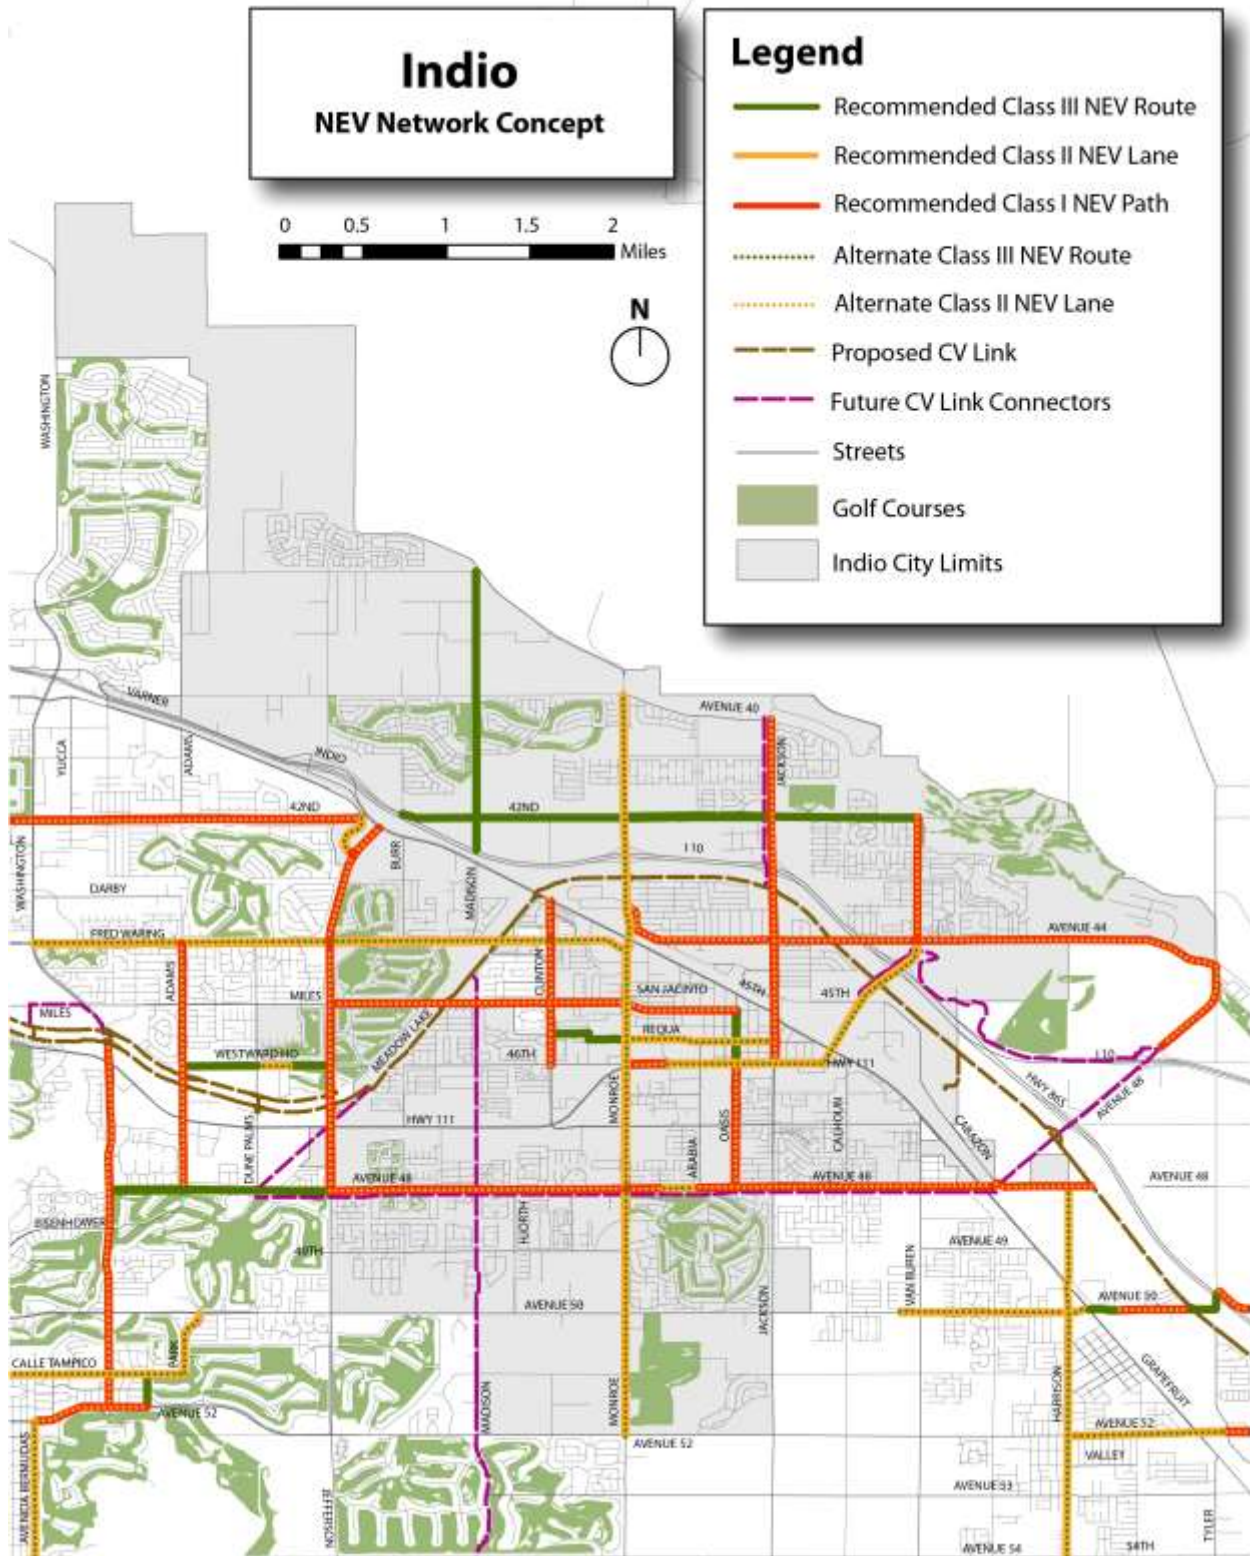 Indio
NEV Network Concept
Legend
Recommended Class III NEV Route
Recommended Class II NEV Lane
Recommended Class I NEV Path
Alternate Class III NEV Route
Alternate Class II NEV Lane
Proposed CV Link
Future CV Link Connectors
Streets
Golf Courses
Indio City Limits
0 0.5 1 1.5 2
Miles
N
WASHINGTON
VARNER
AVENUE 40
YUCCA
ADAMS
INDIO
JACKSON
42ND
42ND
I 10
BURR
WASHINGTON
MADISON
DARBY
FRED WARING
AVENUE 44
ADAMS
CLINTON
MILES
SAN JACINTO
45TH
45TH
MILES
REQUA
MEADOW LAKE
WESTWARD HO
46TH
HWY 111
I 10
HWY 86S
AVENUE 48
MONROE
HWY 111
DUNE PALMS
OASIS
CALHOUN
CABAZON
ARABIA
AVENUE 48
AVENUE 48
AVENUE 48
EISENHOWER
HJORTH
49TH
AVENUE 49
VAN BUREN
AVENUE 50
AVENUE 50
JACKSON
PARK
CALLE TAMPICO
GRAPEFRUIT
MADISON
MONROE
HARRISON
AVENUE 52
AVENUE 52
AVENUE 52
VALLEY
AVENIDA BERMUDAS
JEFFERSON
AVENUE 53
TYLER
AVENUE 54
54TH